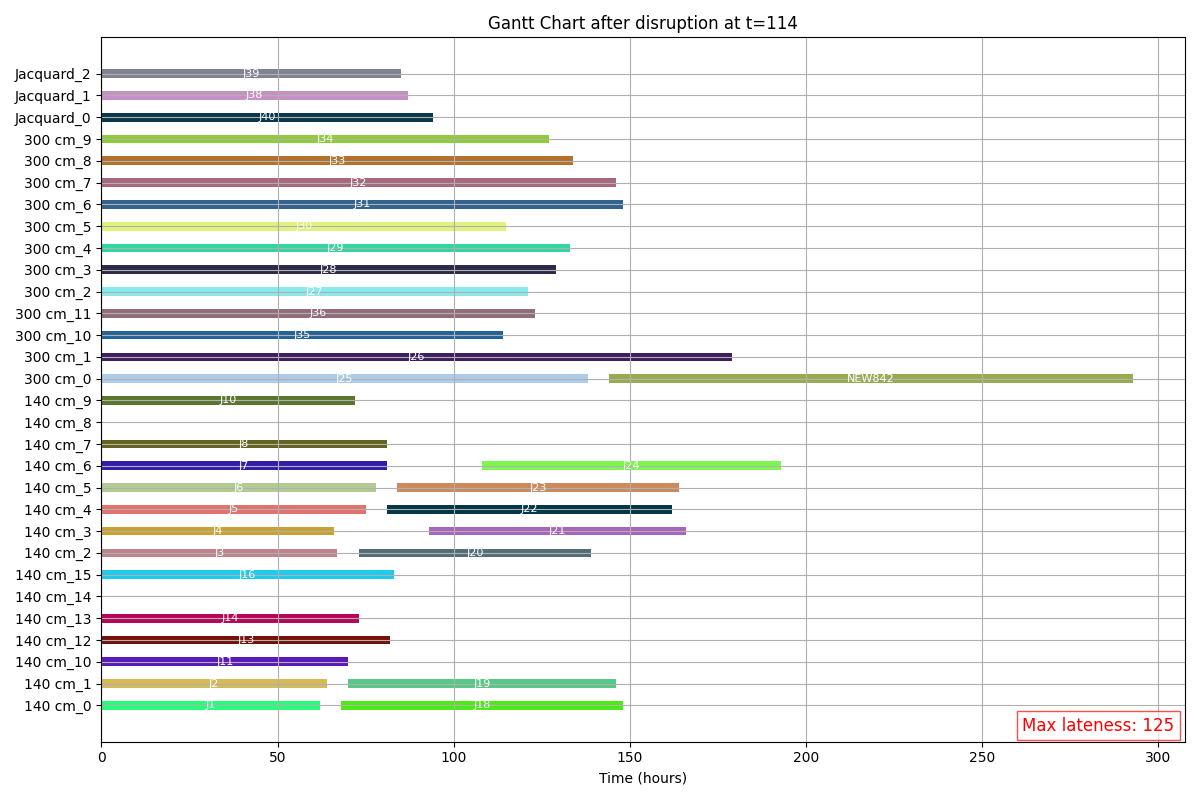 Gantt Chart after disruption at t=114
Jacquard_2 J39
Jacquard_1 J38
Jacquard_0 J40
300 cm_9 J34
300 cm_8 J33
300 cm_7 J32
300 cm_6 J31
300 cm_5 J30
300 cm_4 J29
300 cm_3 J28
300 cm_2 J27
300 cm_11 J36
300 cm_10 J35
300 cm_1 J26
300 cm_0 J25 NEW842
140 cm_9 J10
140 cm_8
140 cm_7 J8
140 cm_6 J7 J24
140 cm_5 J6 J23
140 cm_4 J5 J22
140 cm_3 J4 J21
140 cm_2 J3 J20
140 cm_15 J16
140 cm_14
140 cm_13 J14
140 cm_12 J13
140 cm_10 J11
140 cm_1 J2 J19
140 cm_0 J1 J18
Max lateness: 125
0 50 100 150 200 250 300
Time (hours)